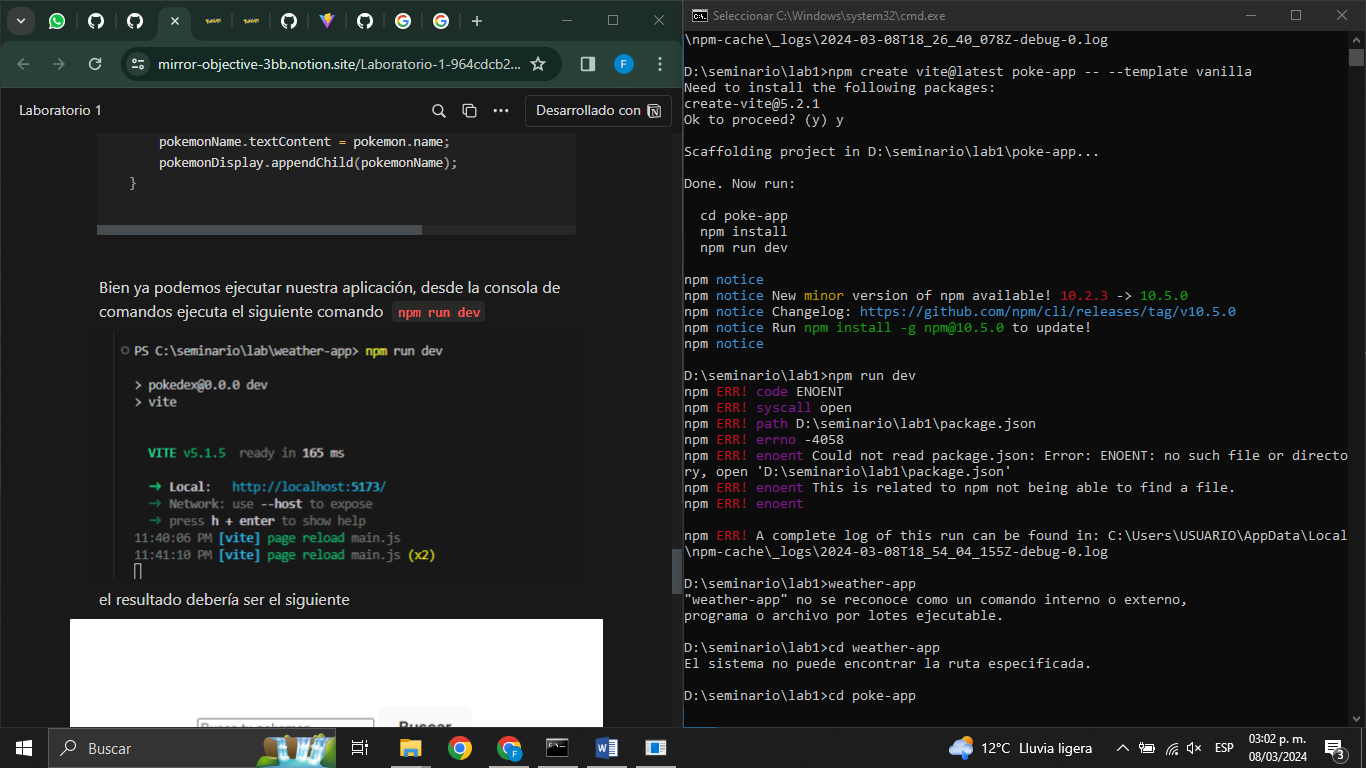 mirror-objective-3bb.notion.site/Laboratorio-1-964cdcb2...
F
Laboratorio 1
Desarrollado con
pokemonName.textContent = pokemon.name;
pokemonDisplay.appendChild(pokemonName);
}
Bien ya podemos ejecutar nuestra aplicación, desde la consola de
comandos ejecuta el siguiente comando npm run dev
PS C:\seminario\lab\weather-app> npm run dev
> pokedex@0.0.0 dev
> vite
VITE v5.1.5 ready in 165 ms
➜ Local: http://localhost:5173/
➜ Network: use --host to expose
➜ press h + enter to show help
11:40:06 PM [vite] page reload main.js
11:41:10 PM [vite] page reload main.js (x2)
el resultado debería ser el siguiente
Buscar
Seleccionar C:\Windows\system32\cmd.exe
\npm-cache\_logs\2024-03-08T18_26_40_078Z-debug-0.log
D:\seminario\lab1>npm create vite@latest poke-app -- --template vanilla
Need to install the following packages:
create-vite@5.2.1
Ok to proceed? (y) y
Scaffolding project in D:\seminario\lab1\poke-app...
Done. Now run:
cd poke-app
npm install
npm run dev
npm notice
npm notice New minor version of npm available! 10.2.3 -> 10.5.0
npm notice Changelog: https://github.com/npm/cli/releases/tag/v10.5.0
npm notice Run npm install -g npm@10.5.0 to update!
npm notice
D:\seminario\lab1>npm run dev
npm ERR! code ENOENT
npm ERR! syscall open
npm ERR! path D:\seminario\lab1\package.json
npm ERR! errno -4058
npm ERR! enoent Could not read package.json: Error: ENOENT: no such file or directo
ry, open 'D:\seminario\lab1\package.json'
npm ERR! enoent This is related to npm not being able to find a file.
npm ERR! enoent
npm ERR! A complete log of this run can be found in: C:\Users\USUARIO\AppData\Local
\npm-cache\_logs\2024-03-08T18_54_04_155Z-debug-0.log
D:\seminario\lab1>weather-app
"weather-app" no se reconoce como un comando interno o externo,
programa o archivo por lotes ejecutable.
D:\seminario\lab1>cd weather-app
El sistema no puede encontrar la ruta especificada.
D:\seminario\lab1>cd poke-app
Buscar
12°C Lluvia ligera
ESP
03:02 p. m.
08/03/2024
3